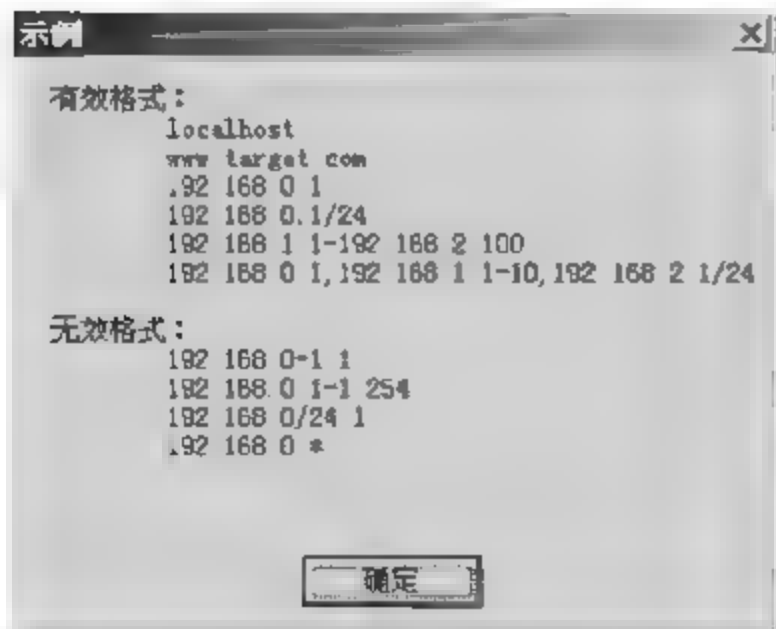 示例
有效格式：
localhost
www target com
.92 168 0 1
192 168 0.1/24
192 168 1 1-192 168 2 100
192 168 0 1,192 168 1 1-10,192 168 2 1/24
无效格式：
192 168 0-1 1
192 168.0 1-1 254
192 168 0/24 1
.92 168 0 *
确定